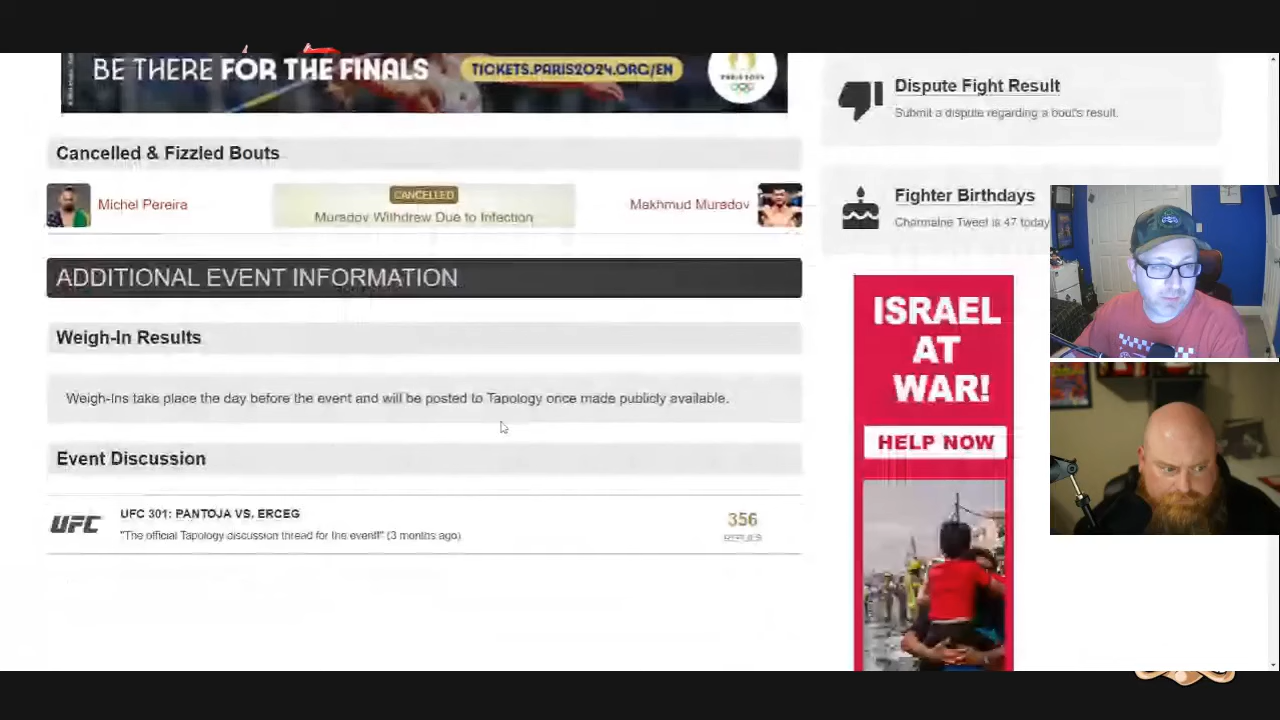 BE THERE FOR THE FINALS
TICKETS.PARIS2024.ORG/EN
PARIS 2024
Cancelled & Fizzled Bouts
Michel Pereira
CANCELLED
Muradov Withdrew Due to Infection
Makhmud Muradov
ADDITIONAL EVENT INFORMATION
Weigh-In Results
Weigh-Ins take place the day before the event and will be posted to Tapology once made publicly available.
Event Discussion
UFC
UFC 301: PANTOJA VS. ERCEG
"The official Tapology discussion thread for the event!" (3 months ago)
356
REPLIES
Dispute Fight Result
Submit a dispute regarding a bout's result.
Fighter Birthdays
Charmaine Tweet is 47 today
ISRAEL
AT
WAR!
HELP NOW